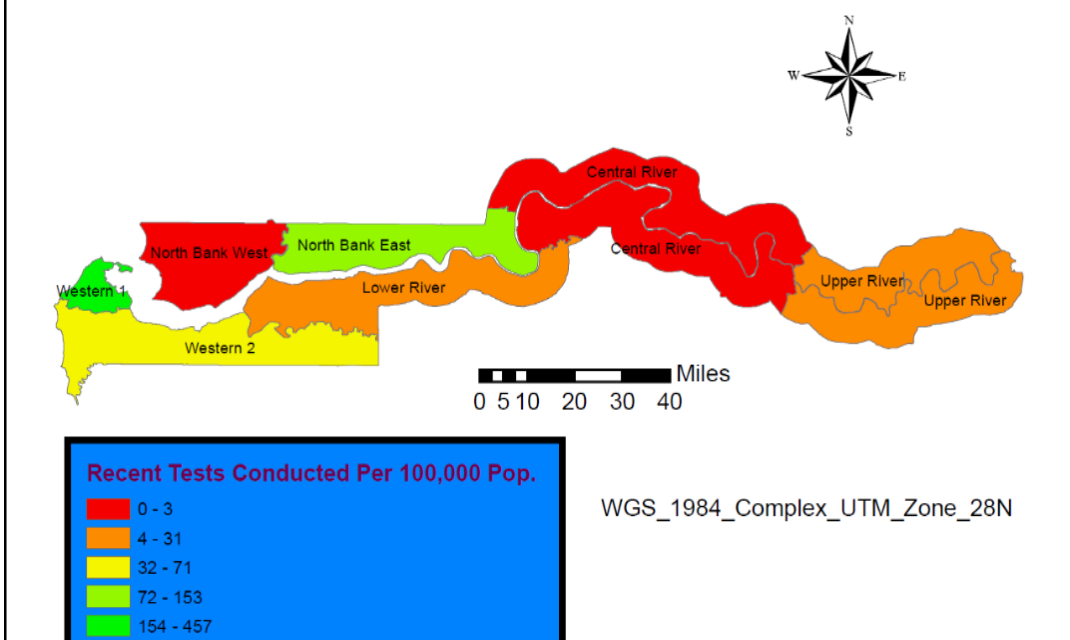 N
W E
S
Central River
North Bank West
North Bank East
Central River
Western 1
Lower River
Upper River
Upper River
Western 2
Miles
0 5 10 20 30 40
Recent Tests Conducted Per 100,000 Pop.
0 - 3
4 - 31
32 - 71
72 - 153
154 - 457
WGS_1984_Complex_UTM_Zone_28N